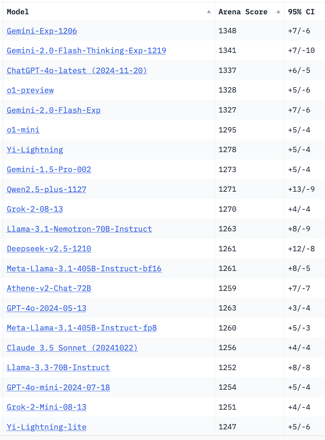 Model Arena Score 95% CI
Gemini-Exp-1206 1348 +7/-6
Gemini-2.0-Flash-Thinking-Exp-1219 1341 +7/-10
ChatGPT-4o-latest (2024-11-20) 1337 +6/-5
o1-preview 1328 +5/-6
Gemini-2.0-Flash-Exp 1327 +7/-6
o1-mini 1295 +5/-4
Yi-Lightning 1278 +5/-4
Gemini-1.5-Pro-002 1273 +5/-4
Qwen2.5-plus-1127 1271 +13/-9
Grok-2-08-13 1270 +4/-4
Llama-3.1-Nemotron-70B-Instruct 1263 +8/-9
Deepseek-v2.5-1210 1261 +12/-8
Meta-Llama-3.1-405B-Instruct-bf16 1261 +8/-5
Athene-v2-Chat-72B 1259 +7/-7
GPT-4o-2024-05-13 1263 +3/-4
Meta-Llama-3.1-405B-Instruct-fp8 1260 +5/-3
Claude 3.5 Sonnet (20241022) 1256 +4/-4
Llama-3.3-70B-Instruct 1252 +8/-8
GPT-4o-mini-2024-07-18 1254 +5/-4
Grok-2-Mini-08-13 1251 +4/-4
Yi-Lightning-lite 1247 +5/-6